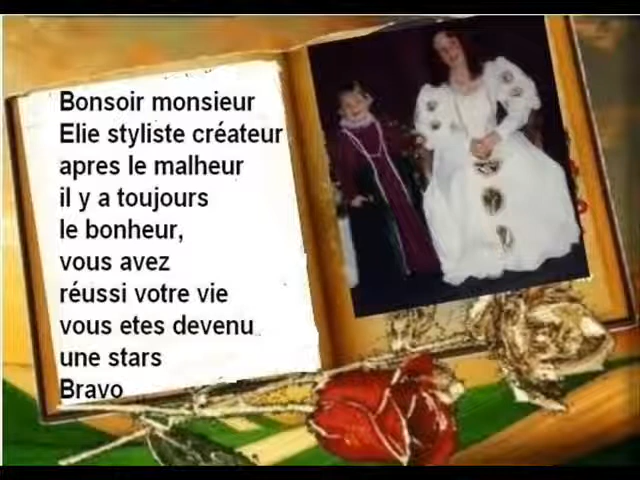 Bonsoir monsieur
Elie styliste créateur
apres le malheur
il y a toujours
le bonheur,
vous avez
réussi votre vie
vous etes devenu
une stars
Bravo